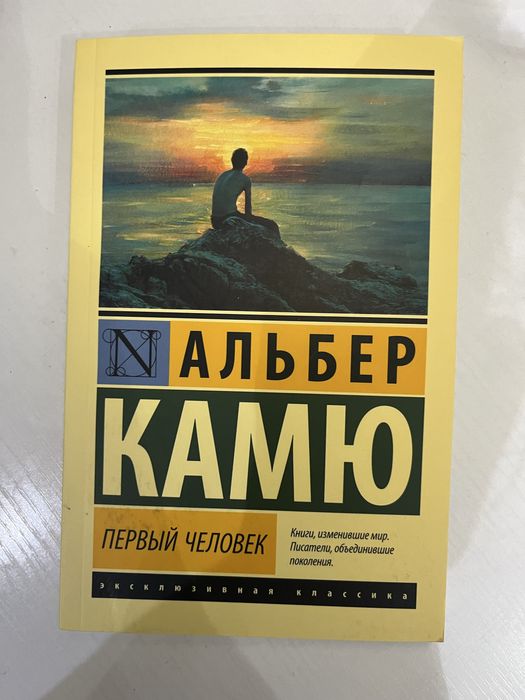 N
АЛЬБЕР
КАМЮ
ПЕРВЫЙ ЧЕЛОВЕК
Книги, изменившие мир.
Писатели, объединившие
поколения.
эксклюзивная классика